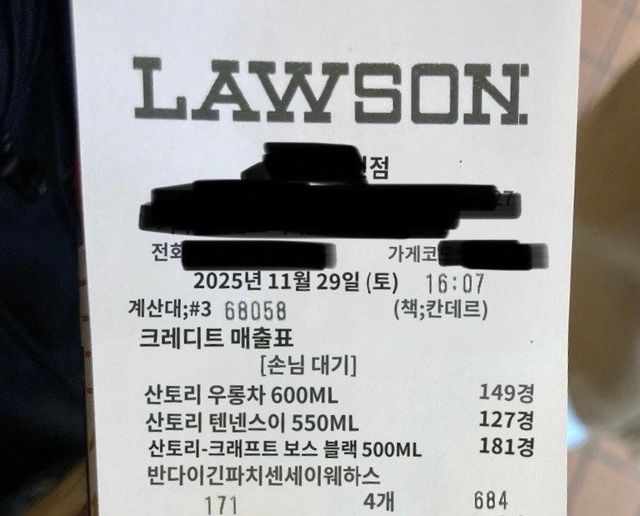 LAWSON
점
전화
가게코
2025년 11월 29일 (토) 16:07
계산대;#3 68058 (책;칸데르)
크레디트 매출표
[손님 대기]
산토리 우롱차 600ML 149경
산토리 텐넨스이 550ML 127경
산토리-크래프트 보스 블랙 500ML 181경
반다이긴파치센세이웨하스
171 4개 684